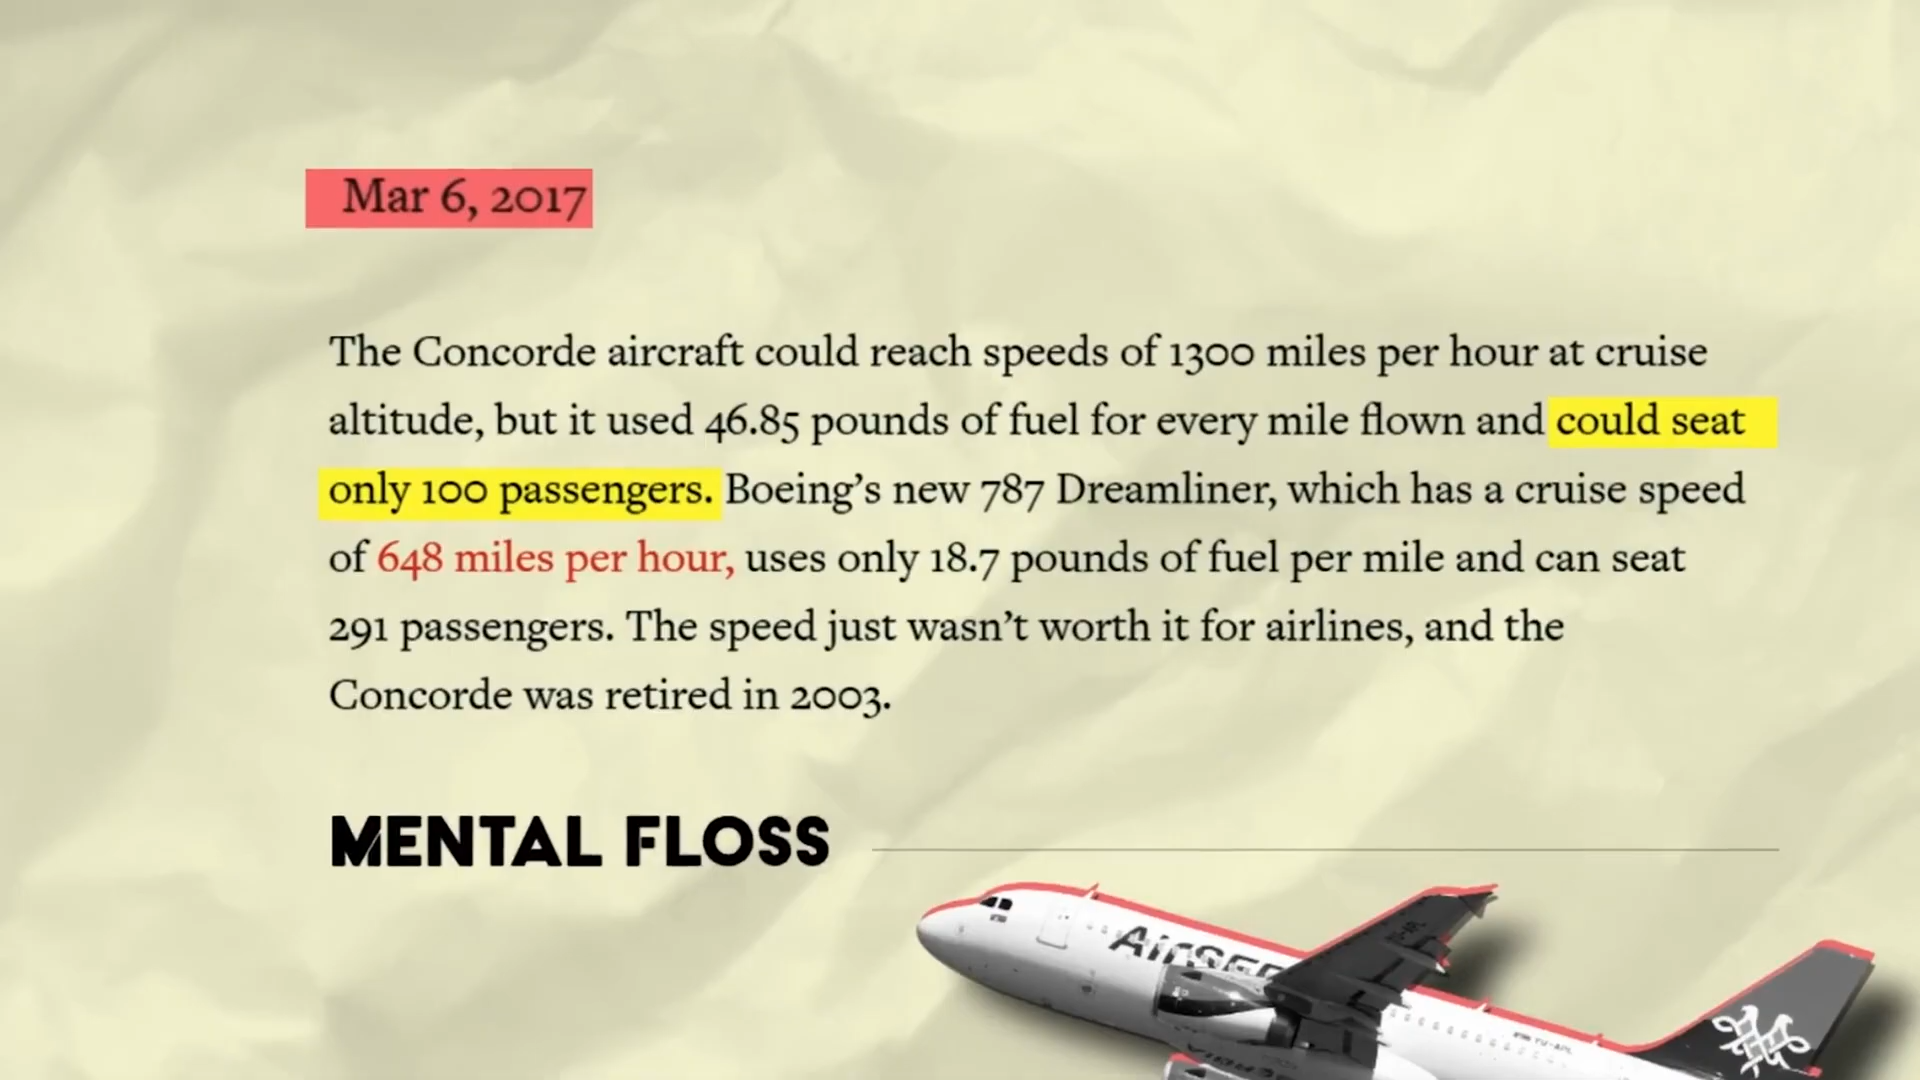 Mar 6, 2017
The Concorde aircraft could reach speeds of 1300 miles per hour at cruise
altitude, but it used 46.85 pounds of fuel for every mile flown and could seat
only 100 passengers. Boeing’s new 787 Dreamliner, which has a cruise speed
of 648 miles per hour, uses only 18.7 pounds of fuel per mile and can seat
291 passengers. The speed just wasn’t worth it for airlines, and the
Concorde was retired in 2003.
MENTAL FLOSS